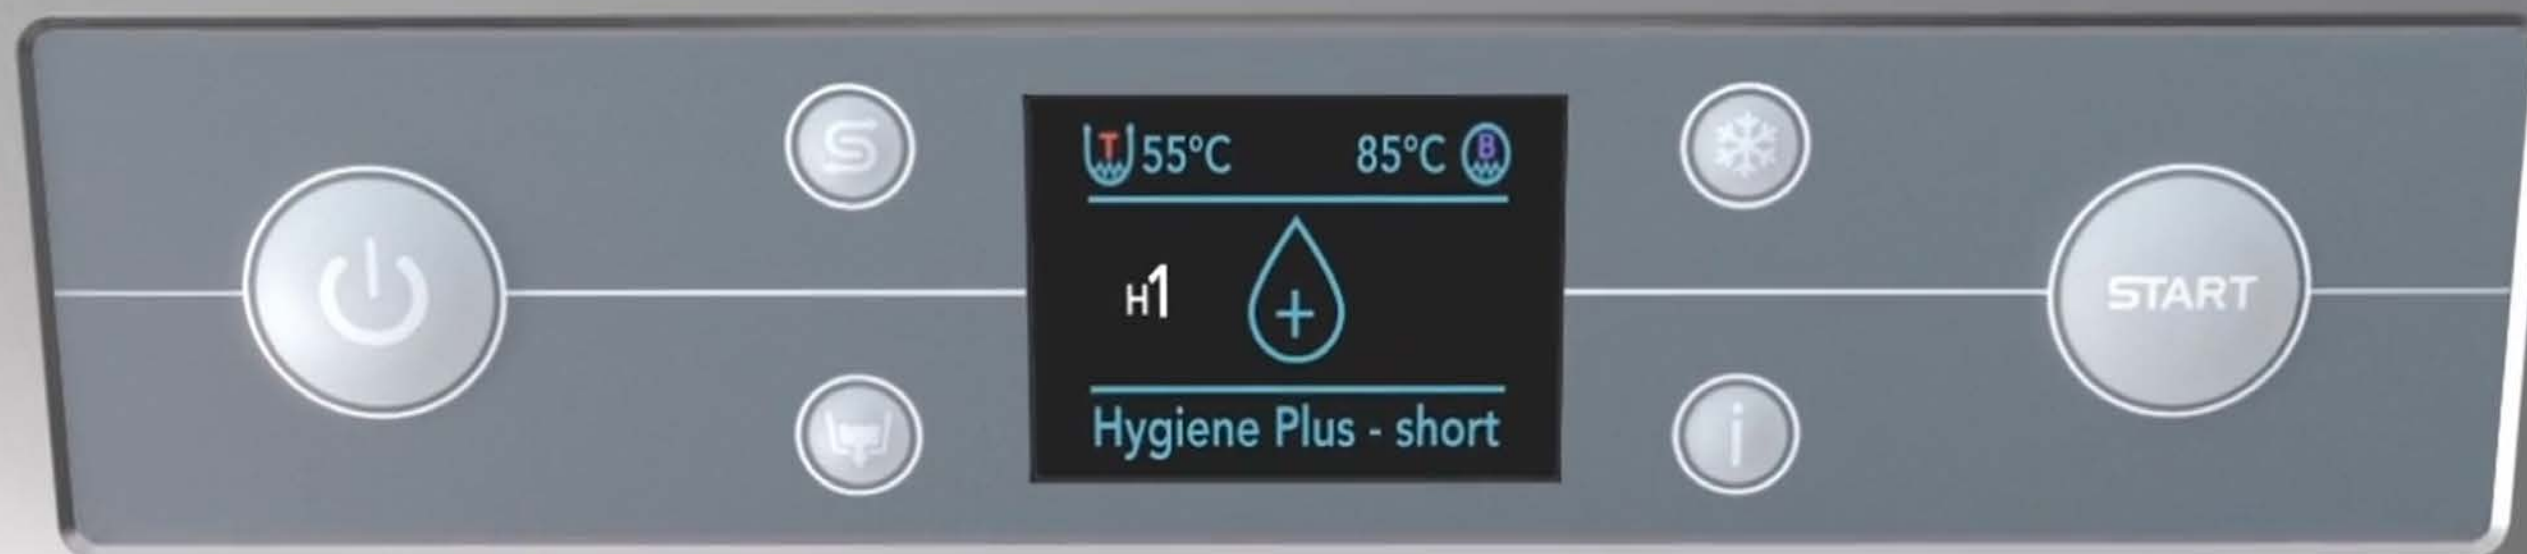 S
T 55°C 85°C B
H1
START
Hygiene Plus - short
i